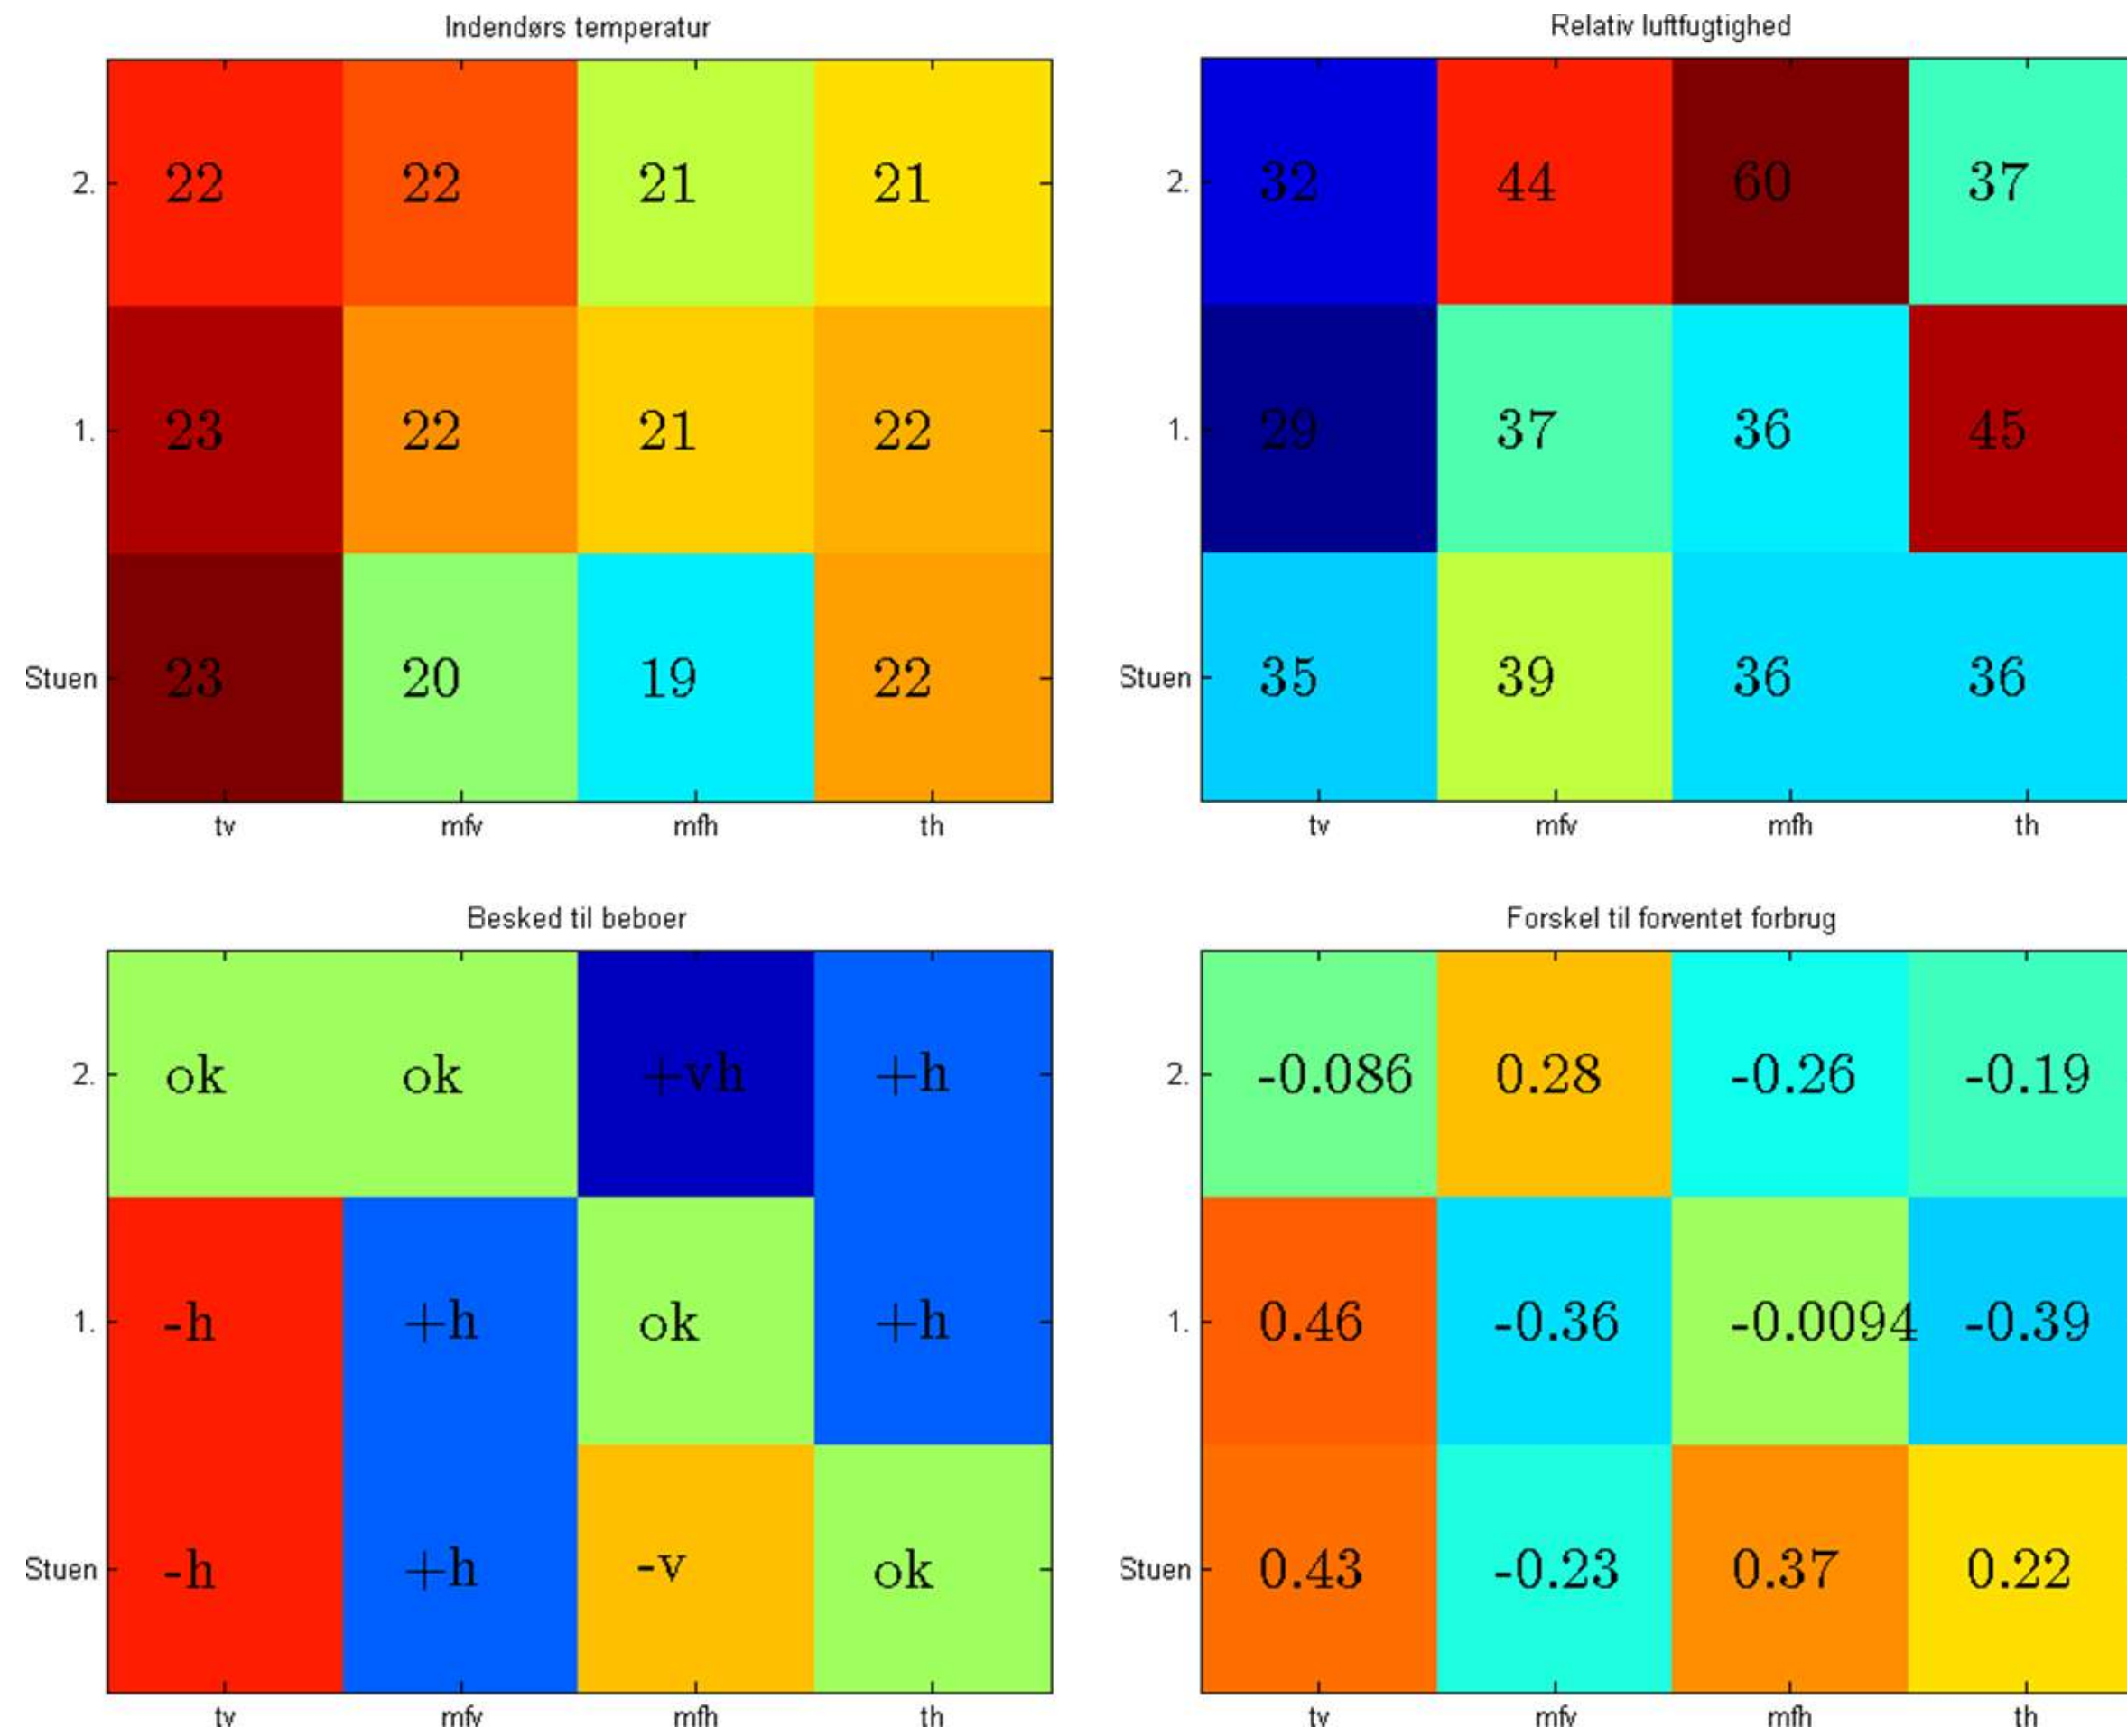 Indendørs temperatur
2. 22 22 21 21
1. 23 22 21 22
Stuen 23 20 19 22
tv mfv mfh th
Relativ luftfugtighed
2. 32 44 60 37
1. 29 37 36 45
Stuen 35 39 36 36
tv mfv mfh th
Besked til beboer
2. ok ok +vh +h
1. -h +h ok +h
Stuen -h +h -v ok
tv mfv mfh th
Forskel til forventet forbrug
2. -0.086 0.28 -0.26 -0.19
1. 0.46 -0.36 -0.0094 -0.39
Stuen 0.43 -0.23 0.37 0.22
tv mfv mfh th